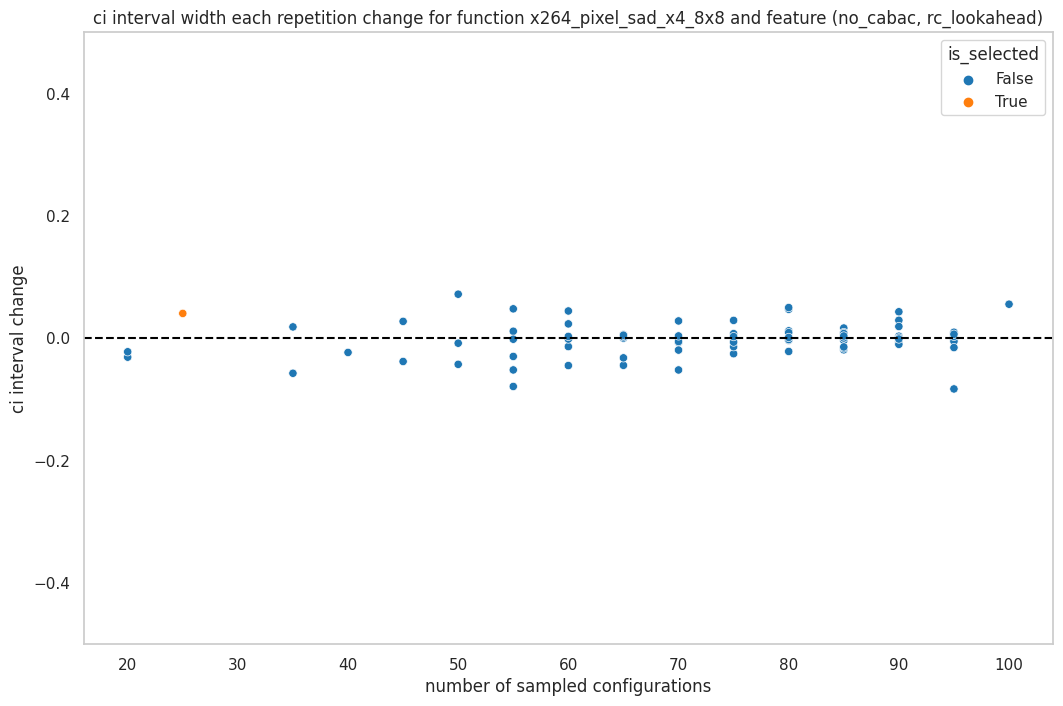 ci interval width each repetition change for function x264_pixel_sad_x4_8x8 and feature (no_cabac, rc_lookahead)
is_selected
False
True
0.4
0.2
0.0
−0.2
−0.4
ci interval change
20 30 40 50 60 70 80 90 100
number of sampled configurations